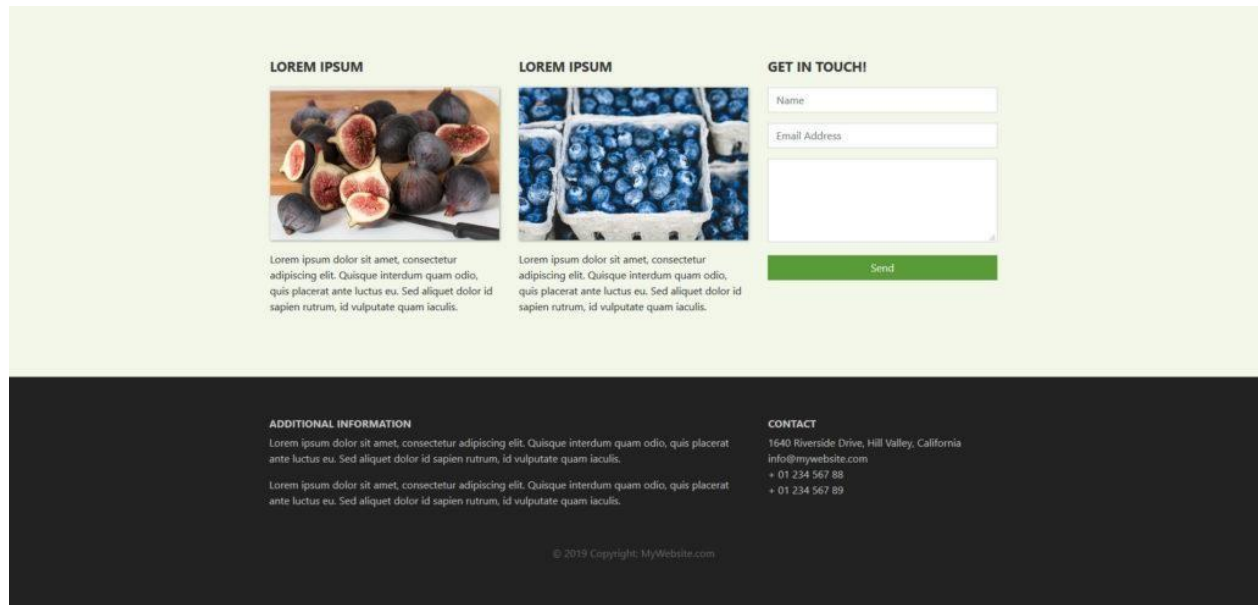 LOREM IPSUM
Lorem ipsum dolor sit amet, consectetur
adipiscing elit. Quisque interdum quam odio,
quis placerat ante luctus eu. Sed aliquet dolor id
sapien rutrum, id vulputate quam iaculis.
LOREM IPSUM
Lorem ipsum dolor sit amet, consectetur
adipiscing elit. Quisque interdum quam odio,
quis placerat ante luctus eu. Sed aliquet dolor id
sapien rutrum, id vulputate quam iaculis.
GET IN TOUCH!
Name
Email Address
Send
ADDITIONAL INFORMATION
Lorem ipsum dolor sit amet, consectetur adipiscing elit. Quisque interdum quam odio, quis placerat
ante luctus eu. Sed aliquet dolor id sapien rutrum, id vulputate quam iaculis.
Lorem ipsum dolor sit amet, consectetur adipiscing elit. Quisque interdum quam odio, quis placerat
ante luctus eu. Sed aliquet dolor id sapien rutrum, id vulputate quam iaculis.
CONTACT
1640 Riverside Drive, Hill Valley, California
info@mywebsite.com
+ 01 234 567 88
+ 01 234 567 89
© 2019 Copyright: MyWebsite.com